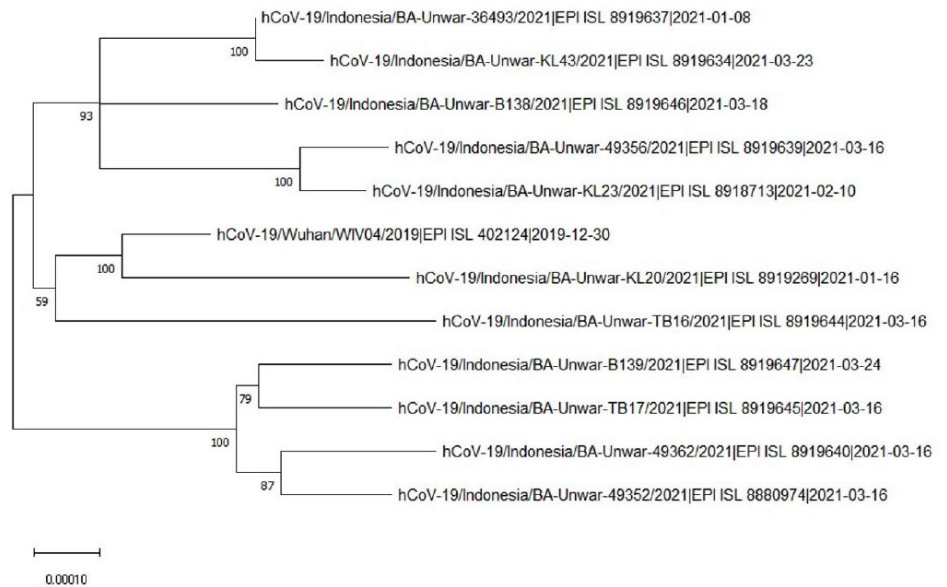 hCoV-19/Indonesia/BA-Unwar-36493/2021|EPI ISL 8919637|2021-01-08
100
hCoV-19/Indonesia/BA-Unwar-KL43/2021|EPI ISL 8919634|2021-03-23
hCoV-19/Indonesia/BA-Unwar-B138/2021|EPI ISL 8919646|2021-03-18
93
hCoV-19/Indonesia/BA-Unwar-49356/2021|EPI ISL 8919639|2021-03-16
100
hCoV-19/Indonesia/BA-Unwar-KL23/2021|EPI ISL 8918713|2021-02-10
hCoV-19/Wuhan/WIV04/2019|EPI ISL 402124|2019-12-30
100
hCoV-19/Indonesia/BA-Unwar-KL20/2021|EPI ISL 8919269|2021-01-16
59
hCoV-19/Indonesia/BA-Unwar-TB16/2021|EPI ISL 8919644|2021-03-16
hCoV-19/Indonesia/BA-Unwar-B139/2021|EPI ISL 8919647|2021-03-24
79
hCoV-19/Indonesia/BA-Unwar-TB17/2021|EPI ISL 8919645|2021-03-16
100
hCoV-19/Indonesia/BA-Unwar-49362/2021|EPI ISL 8919640|2021-03-16
87
hCoV-19/Indonesia/BA-Unwar-49352/2021|EPI ISL 8880974|2021-03-16
0.00010